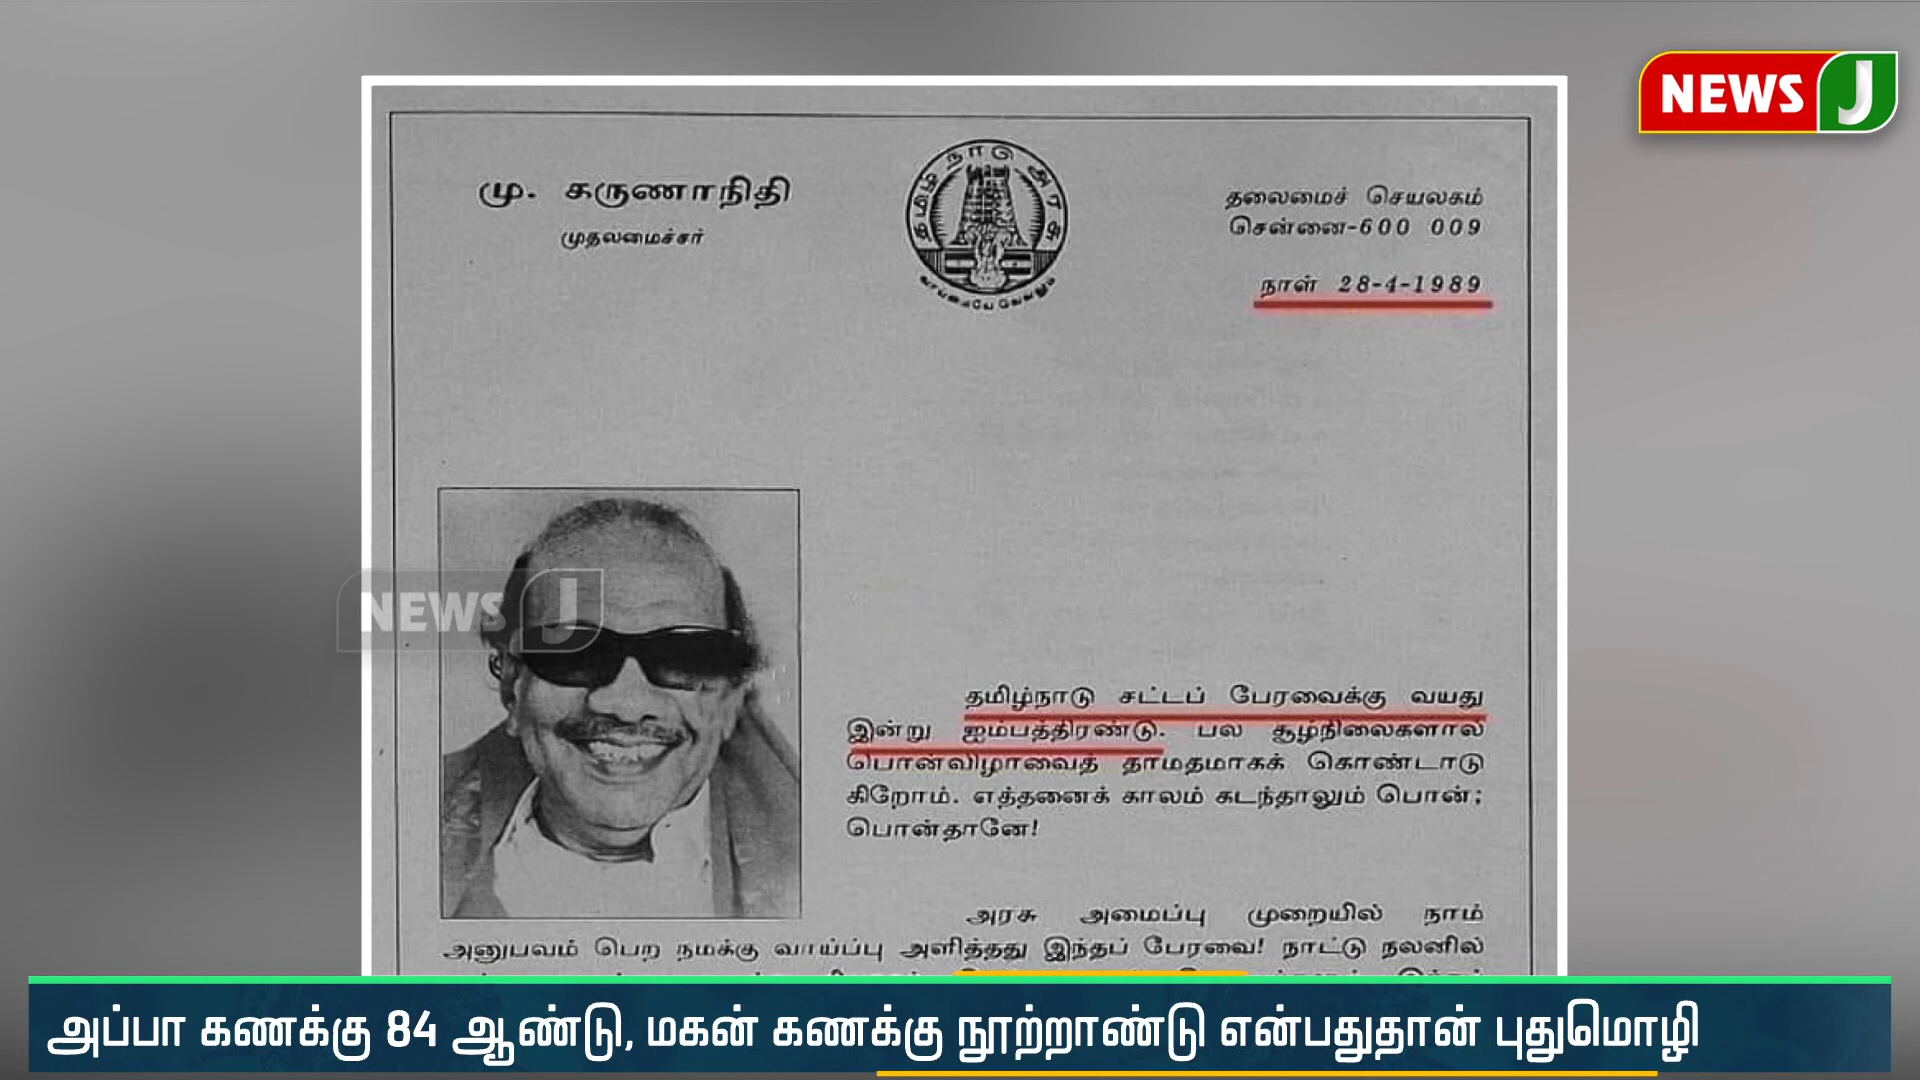 NEWS J
மு. கருணாநிதி
முதலமைச்சர்
தமிழ் நாடு அரசு
வாய்மையே வெல்லும்
தலைமைச் செயலகம்
சென்னை-600 009
நாள் 28-4-1989
NEWS J
தமிழ்நாடு சட்டப் பேரவைக்கு வயது
இன்று ஐம்பத்திரண்டு. பல சூழ்நிலைகளால்
பொன்விழாவைத் தாமதமாகக் கொண்டாடு
கிறோம். எத்தனைக் காலம் கடந்தாலும் பொன்;
பொன்தானே!
அரசு அமைப்பு முறையில் நாம்
அனுபவம் பெற நமக்கு வாய்ப்பு அளித்தது இந்தப் பேரவை! நாட்டு நலனில்
அப்பா கணக்கு 84 ஆண்டு, மகன் கணக்கு நூற்றாண்டு என்பதுதான் புதுமொழி